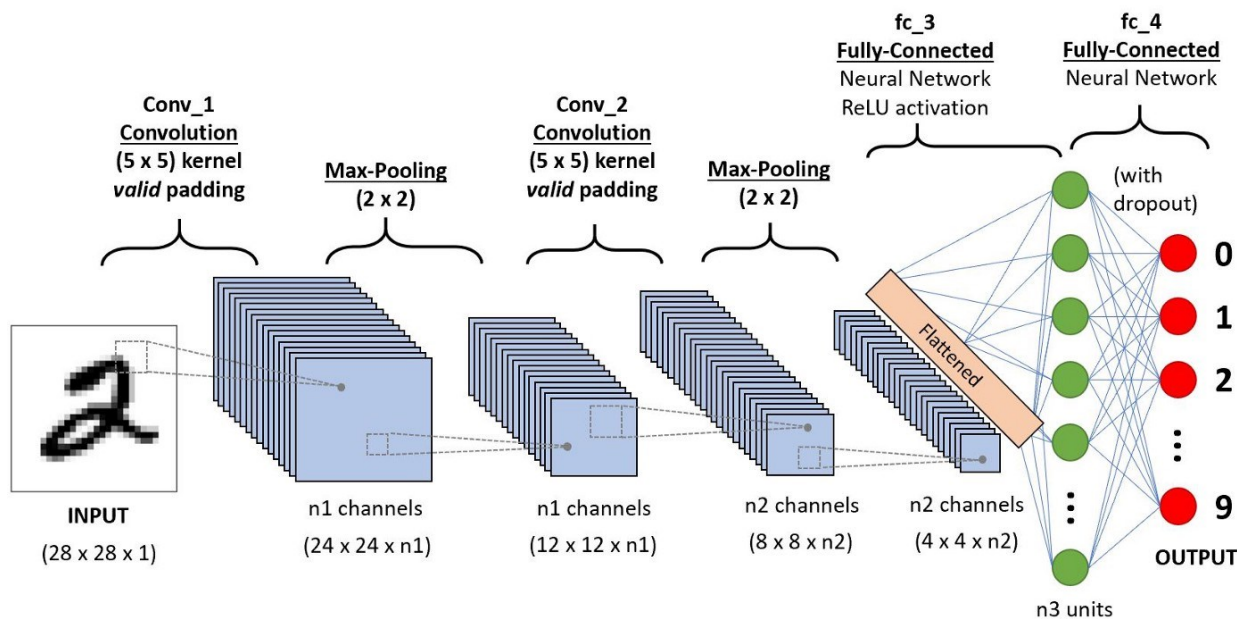 fc_3
Fully-Connected
Neural Network
ReLU activation
fc_4
Fully-Connected
Neural Network
Conv_1
Convolution
(5 x 5) kernel
valid padding
Max-Pooling
(2 x 2)
Conv_2
Convolution
(5 x 5) kernel
valid padding
Max-Pooling
(2 x 2)
(with
dropout)
Flattened
0
1
2
9
INPUT
(28 x 28 x 1)
n1 channels
(24 x 24 x n1)
n1 channels
(12 x 12 x n1)
n2 channels
(8 x 8 x n2)
n2 channels
(4 x 4 x n2)
OUTPUT
n3 units